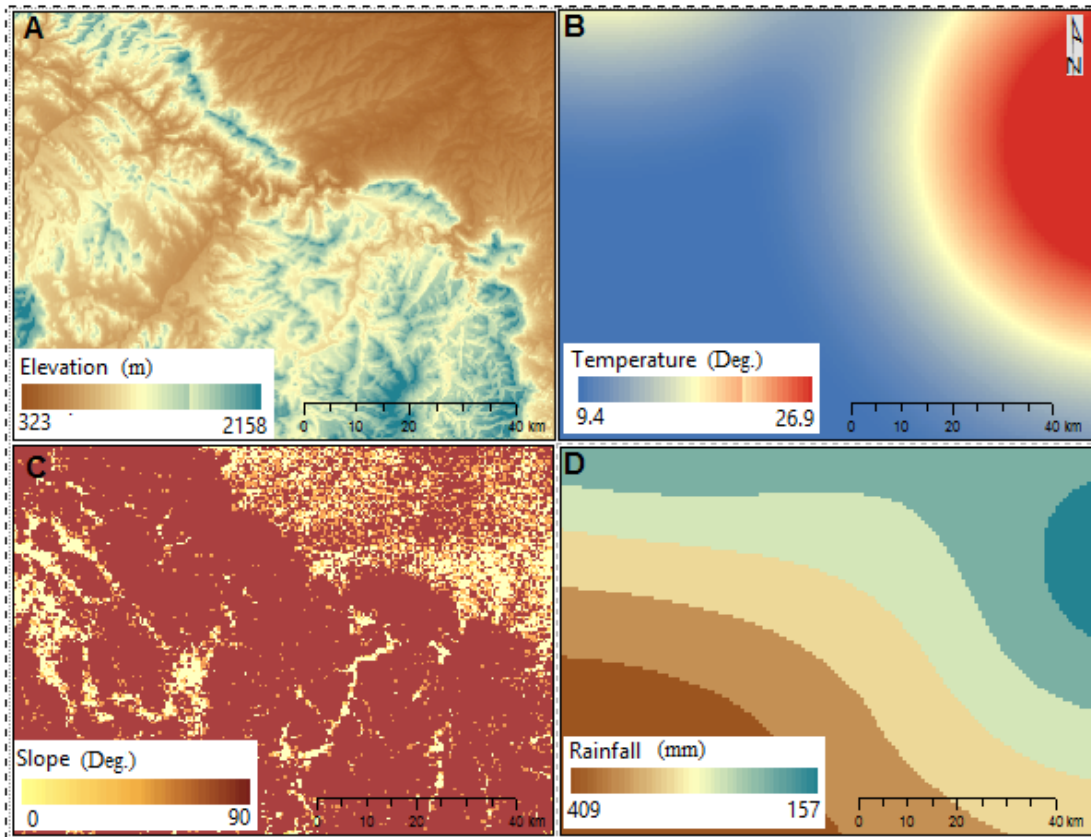 A
Elevation (m)
323 2158
0 10 20 40 km
B
N
Temperature (Deg.)
9.4 26.9
0 10 20 40 km
C
Slope (Deg.)
0 90
0 10 20 40 km
D
Rainfall (mm)
409 157
0 10 20 40 km